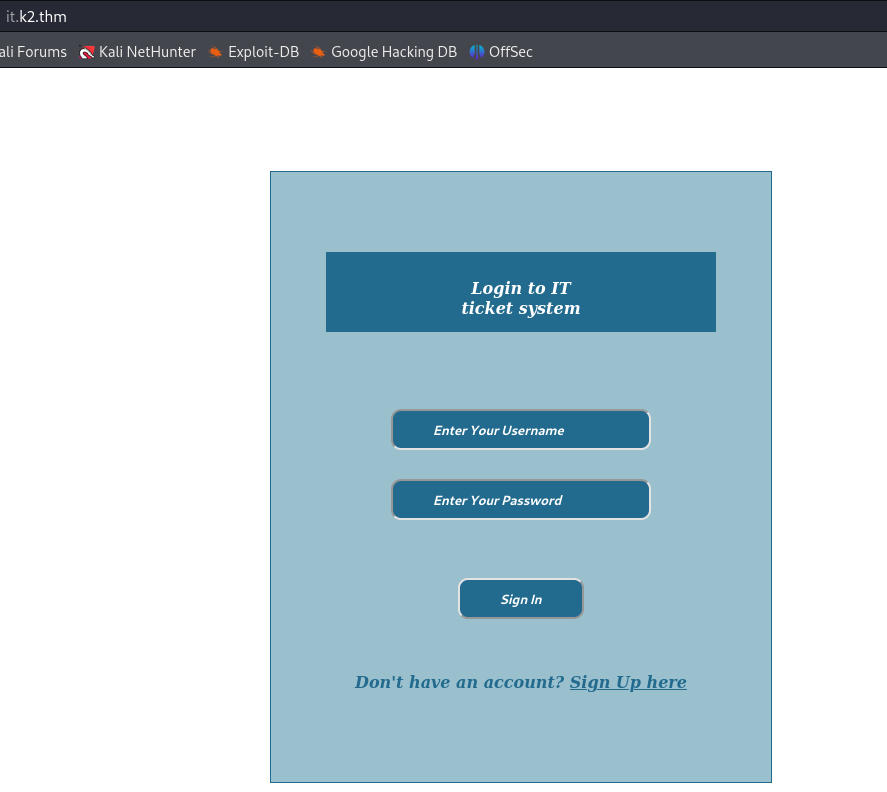 it.k2.thm
ali Forums Kali NetHunter Exploit-DB Google Hacking DB OffSec
Login to IT
ticket system
Enter Your Username
Enter Your Password
Sign In
Don't have an account? Sign Up here